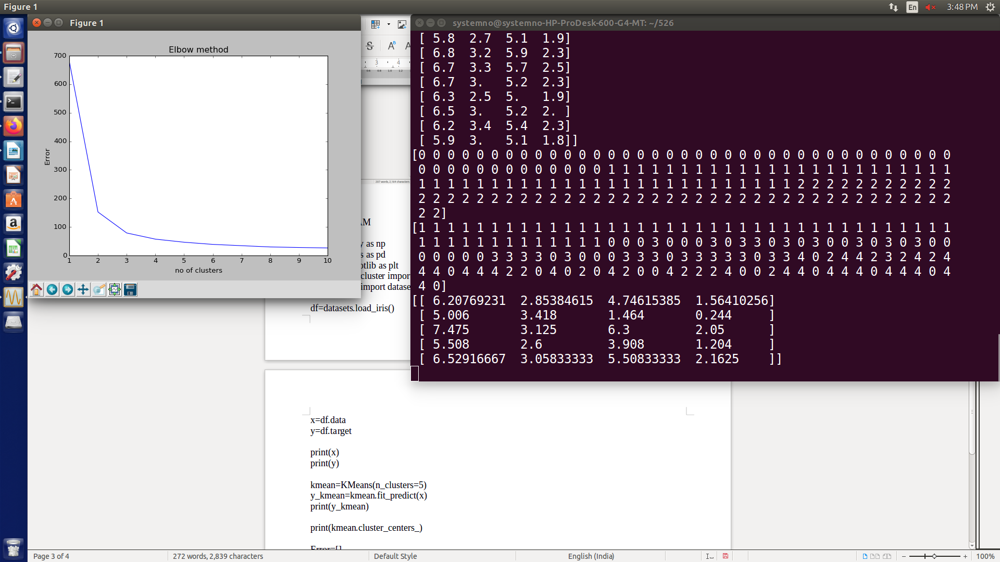 Figure 1
En
3:48 PM
Figure 1
Elbow method
700
600
500
400
300
200
100
0
Error
1 2 3 4 5 6 7 8 9 10
no of clusters
3 4
207 words, 2,164 characters
AM
y as np
s as pd
otlib as plt
cluster impor
import datase
df=datasets.load_iris()
systemno@systemno-HP-ProDesk-600-G4-MT: ~/526
[ 5.8 2.7 5.1 1.9]
[ 6.8 3.2 5.9 2.3]
[ 6.7 3.3 5.7 2.5]
[ 6.7 3. 5.2 2.3]
[ 6.3 2.5 5. 1.9]
[ 6.5 3. 5.2 2. ]
[ 6.2 3.4 5.4 2.3]
[ 5.9 3. 5.1 1.8]]
[0 0 0 0 0 0 0 0 0 0 0 0 0 0 0 0 0 0 0 0 0 0 0 0 0 0 0 0 0 0 0 0 0 0 0 0 0
0 0 0 0 0 0 0 0 0 0 0 0 0 1 1 1 1 1 1 1 1 1 1 1 1 1 1 1 1 1 1 1 1 1 1 1 1
1 1 1 1 1 1 1 1 1 1 1 1 1 1 1 1 1 1 1 1 1 1 1 1 1 1 2 2 2 2 2 2 2 2 2 2 2
2 2 2 2 2 2 2 2 2 2 2 2 2 2 2 2 2 2 2 2 2 2 2 2 2 2 2 2 2 2 2 2 2 2 2 2 2
2 2]
[1 1 1 1 1 1 1 1 1 1 1 1 1 1 1 1 1 1 1 1 1 1 1 1 1 1 1 1 1 1 1 1 1 1 1 1 1
1 1 1 1 1 1 1 1 1 1 1 1 1 0 0 0 3 0 0 0 3 0 3 3 0 3 0 3 0 0 3 0 3 0 3 0 0
0 0 0 0 0 3 3 3 3 0 3 0 0 0 3 3 3 0 3 3 3 3 3 0 3 3 4 0 2 4 4 2 3 2 4 2 4
4 4 0 4 4 4 2 2 0 4 0 2 0 4 2 0 0 4 2 2 2 4 0 0 2 4 4 0 4 4 4 0 4 4 4 0 4
4 0]
[[ 6.20769231 2.85384615 4.74615385 1.56410256]
[ 5.006 3.418 1.464 0.244 ]
[ 7.475 3.125 6.3 2.05 ]
[ 5.508 2.6 3.908 1.204 ]
[ 6.52916667 3.05833333 5.50833333 2.1625 ]]
x=df.data
y=df.target
print(x)
print(y)
kmean=KMeans(n_clusters=5)
y_kmean=kmean.fit_predict(x)
print(y_kmean)
print(kmean.cluster_centers_)
Error=[]
Page 3 of 4
272 words, 2,839 characters
Default Style
English (India)
100%